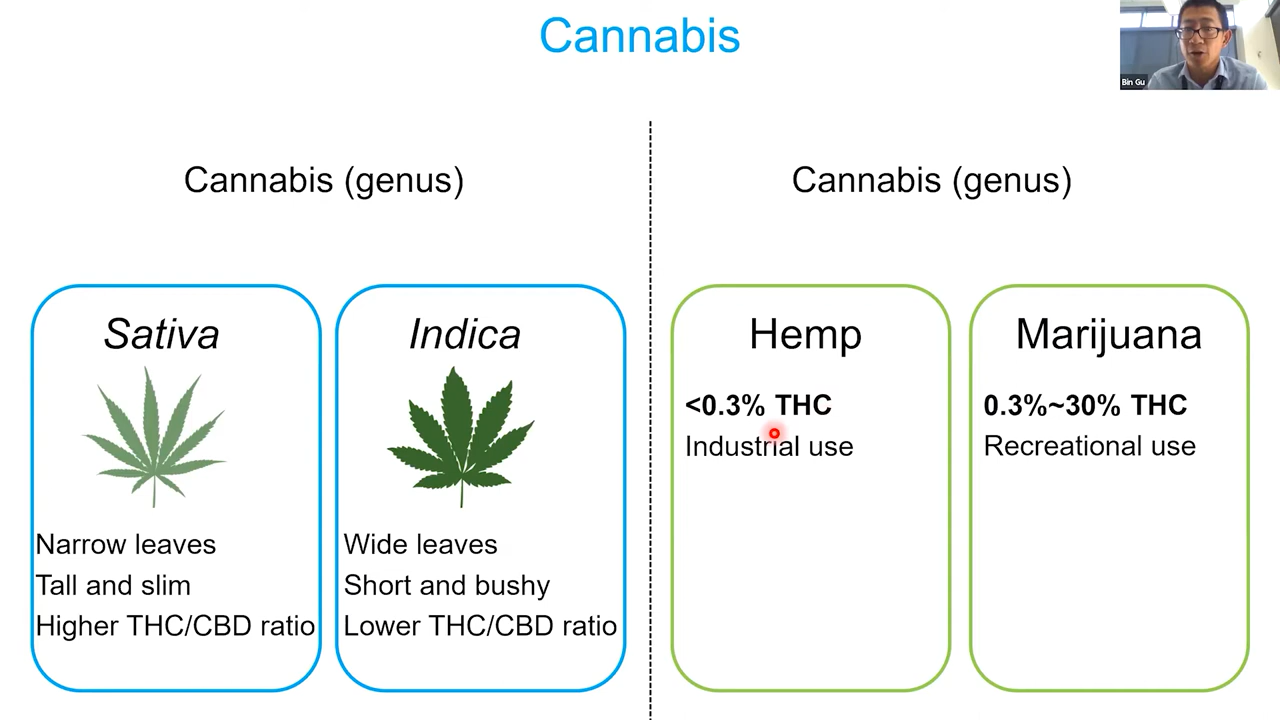 Cannabis
Bin Gu
Cannabis (genus)
Sativa
Narrow leaves
Tall and slim
Higher THC/CBD ratio
Indica
Wide leaves
Short and bushy
Lower THC/CBD ratio
Cannabis (genus)
Hemp
<0.3% THC
Industrial use
Marijuana
0.3%~30% THC
Recreational use